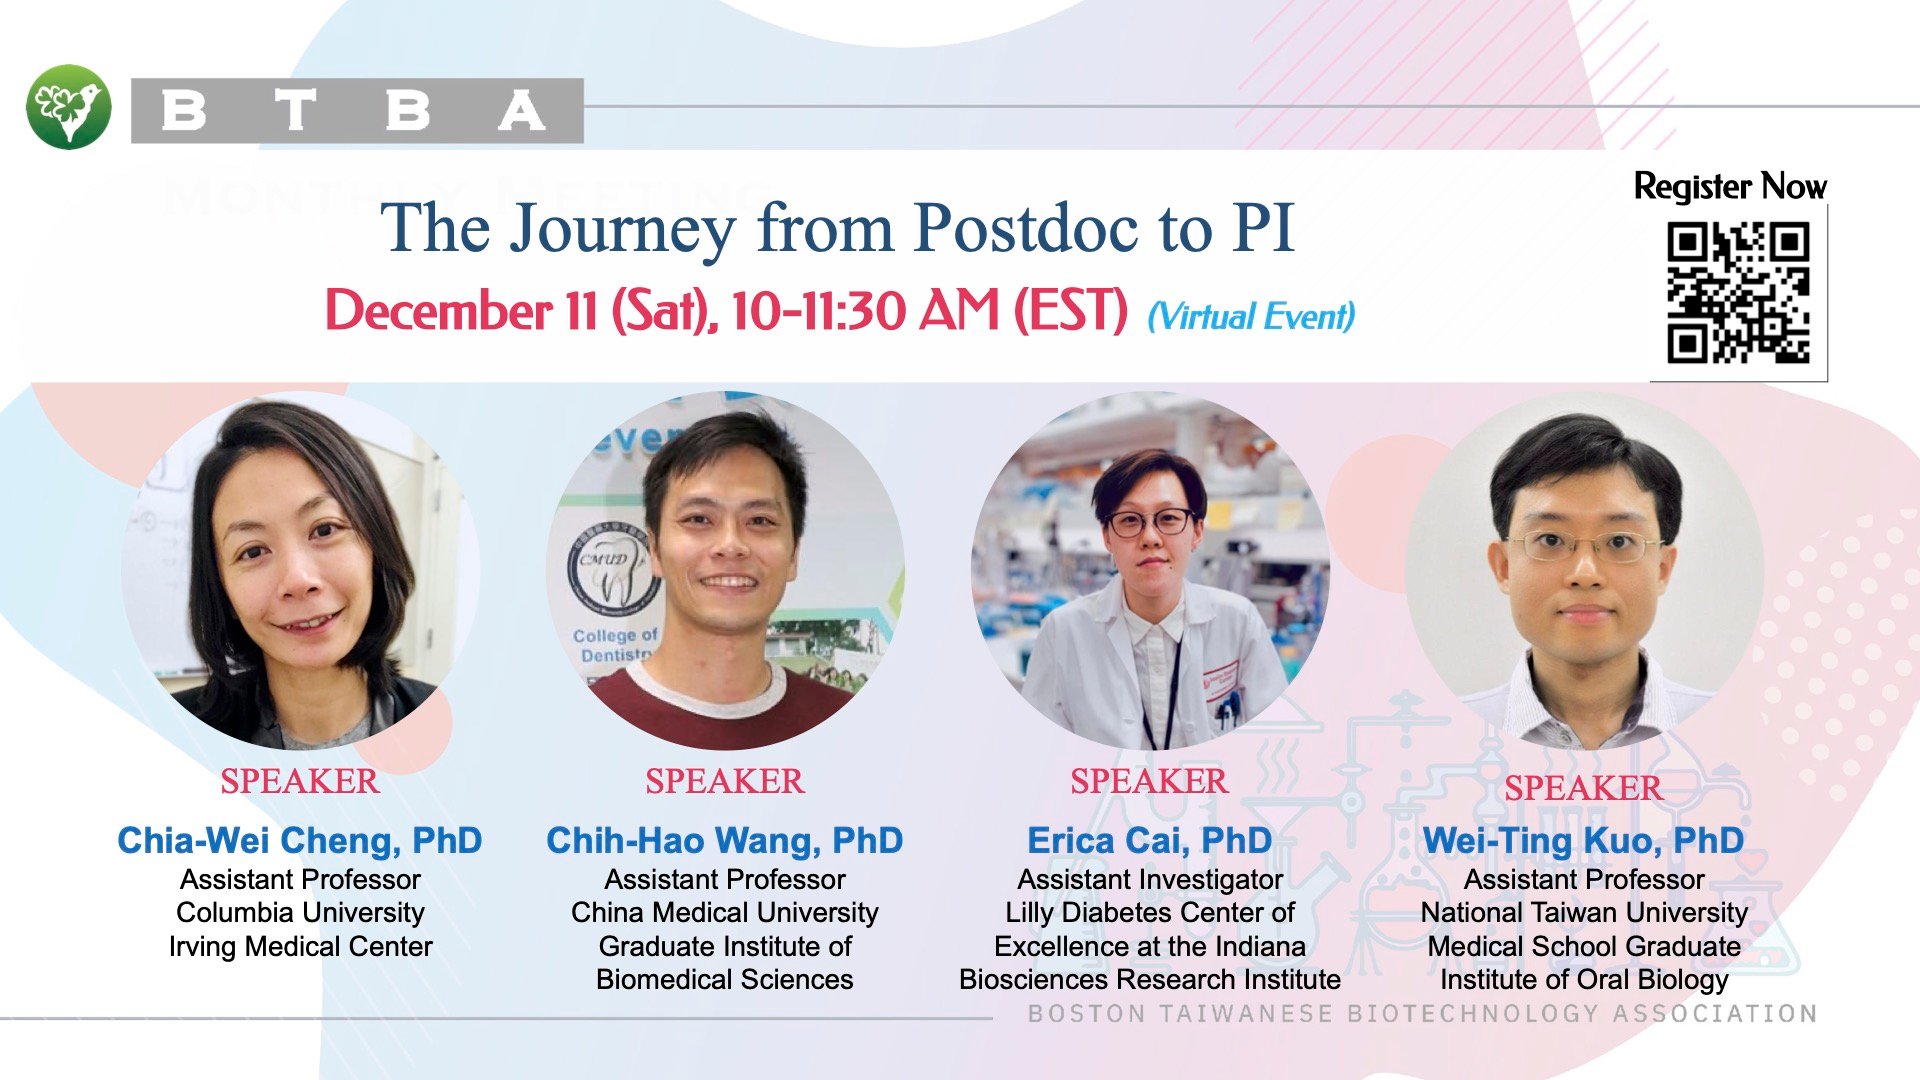 B T B A
MONTHLY MEETING
The Journey from Postdoc to PI
December 11 (Sat), 10-11:30 AM (EST) (Virtual Event)
Register Now
CMUD
College of
Dentistry
SPEAKER
Chia-Wei Cheng, PhD
Assistant Professor
Columbia University
Irving Medical Center
SPEAKER
Chih-Hao Wang, PhD
Assistant Professor
China Medical University
Graduate Institute of
Biomedical Sciences
SPEAKER
Erica Cai, PhD
Assistant Investigator
Lilly Diabetes Center of
Excellence at the Indiana
Biosciences Research Institute
SPEAKER
Wei-Ting Kuo, PhD
Assistant Professor
National Taiwan University
Medical School Graduate
Institute of Oral Biology
BOSTON TAIWANESE BIOTECHNOLOGY ASSOCIATION